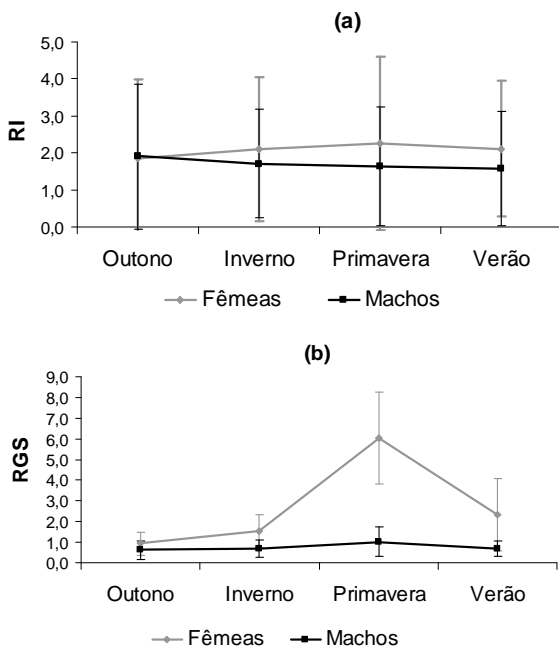 (a)
5,0
4,0
3,0
2,0
1,0
0,0
RI
Outono Inverno Primavera Verão
Fêmeas Machos
(b)
9,0
8,0
7,0
6,0
5,0
4,0
3,0
2,0
1,0
0,0
RGS
Outono Inverno Primavera Verão
Fêmeas Machos